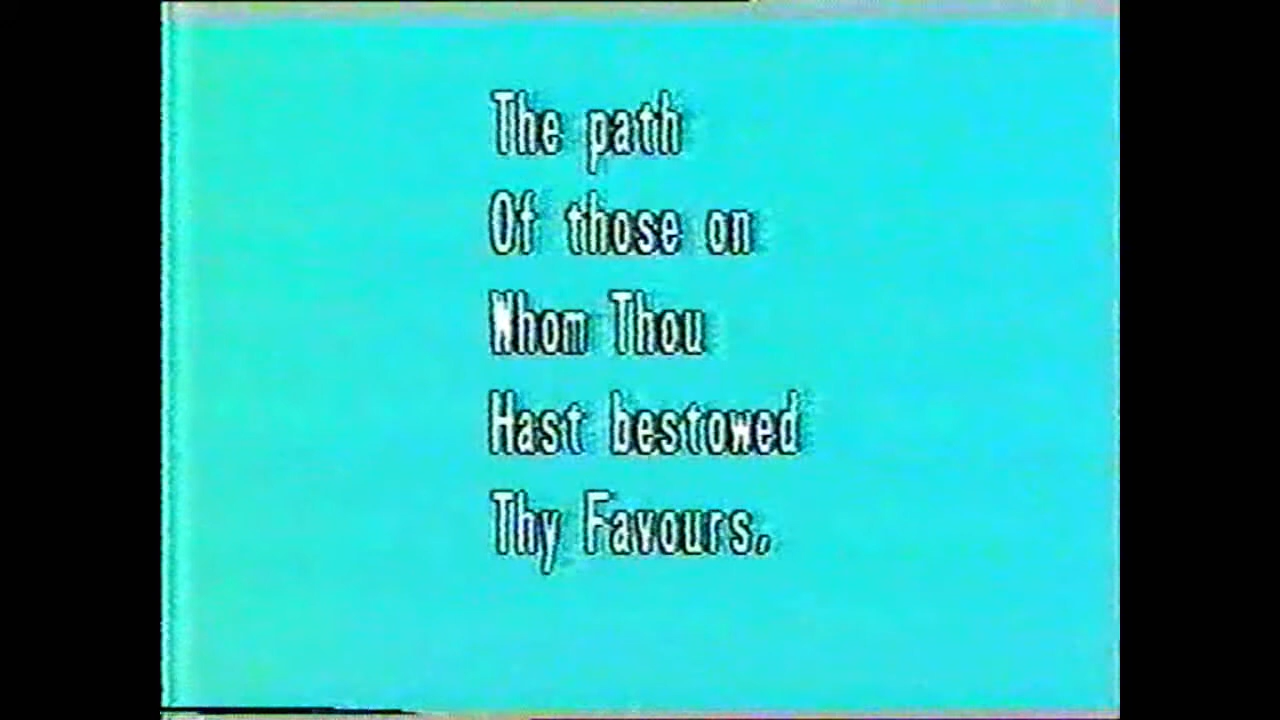 The path
Of those on
Whom Thou
Hast bestowed
Thy Favours,